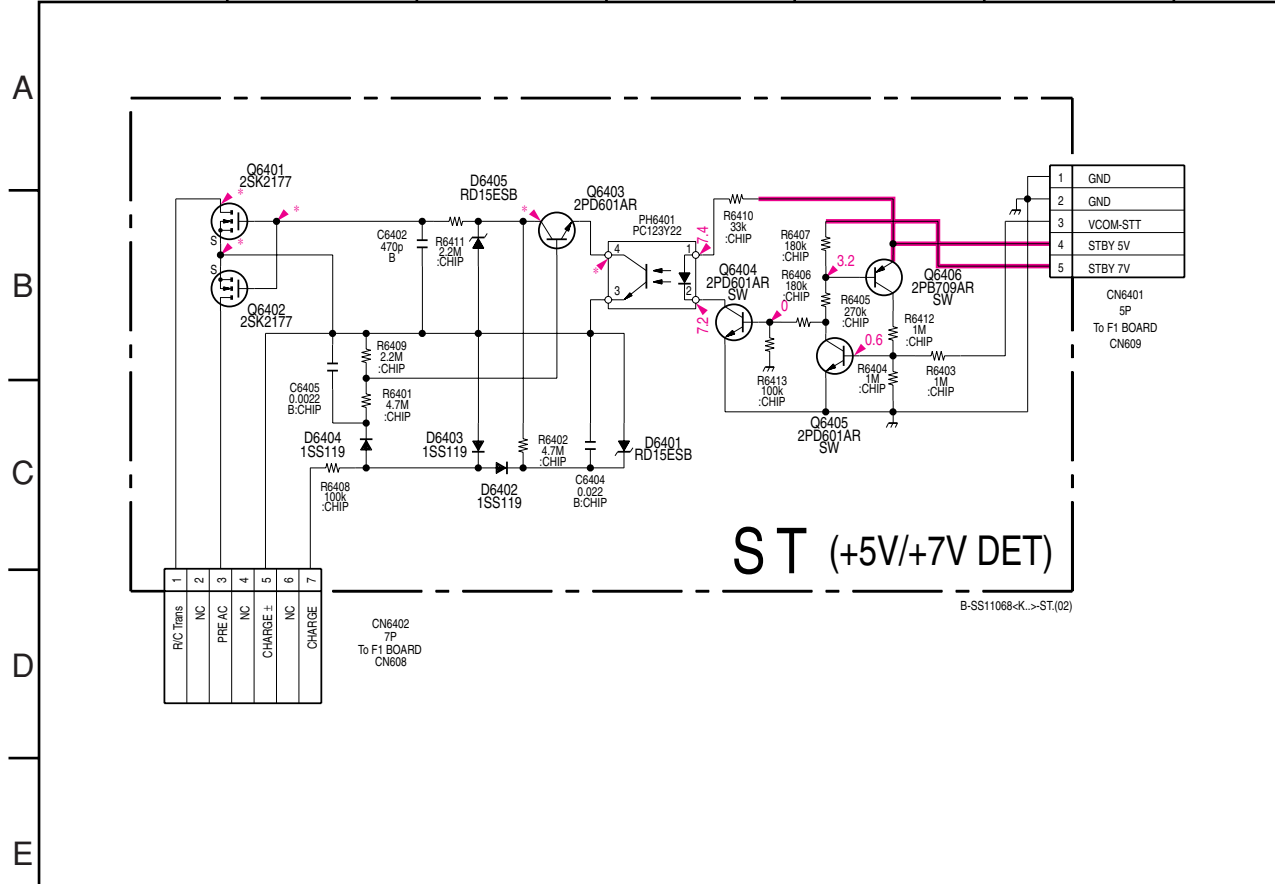 A
B
C
D
E
Q6401
2SK2177
*
*
*
S
S
Q6402
2SK2177
C6402
470p
B
R6411
2.2M
:CHIP
D6405
RD15ESB
*
Q6403
2PD601AR
PH6401
PC123Y22
4
3
1
2
*
7.4
7.2
R6410
33k
:CHIP
Q6404
2PD601AR
SW
0
R6407
180k
:CHIP
3.2
R6406
180k
:CHIP
R6405
270k
:CHIP
Q6406
2PB709AR
SW
R6412
1M
:CHIP
0.6
R6404
1M
:CHIP
R6403
1M
:CHIP
R6413
100k
:CHIP
Q6405
2PD601AR
SW
1 GND
2 GND
3 VCOM-STT
4 STBY 5V
5 STBY 7V
CN6401
5P
To F1 BOARD
CN609
R6409
2.2M
:CHIP
C6405
0.0022
B:CHIP
R6401
4.7M
:CHIP
D6404
1SS119
D6403
1SS119
R6402
4.7M
:CHIP
D6401
RD15ESB
R6408
100k
:CHIP
D6402
1SS119
C6404
0.022
B:CHIP
ST (+5V/+7V DET)
B-SS11068<K..>-ST.(02)
1 R/C Trans
2 NC
3 PRE AC
4 NC
5 CHARGE ±
6 NC
7 CHARGE
CN6402
7P
To F1 BOARD
CN608